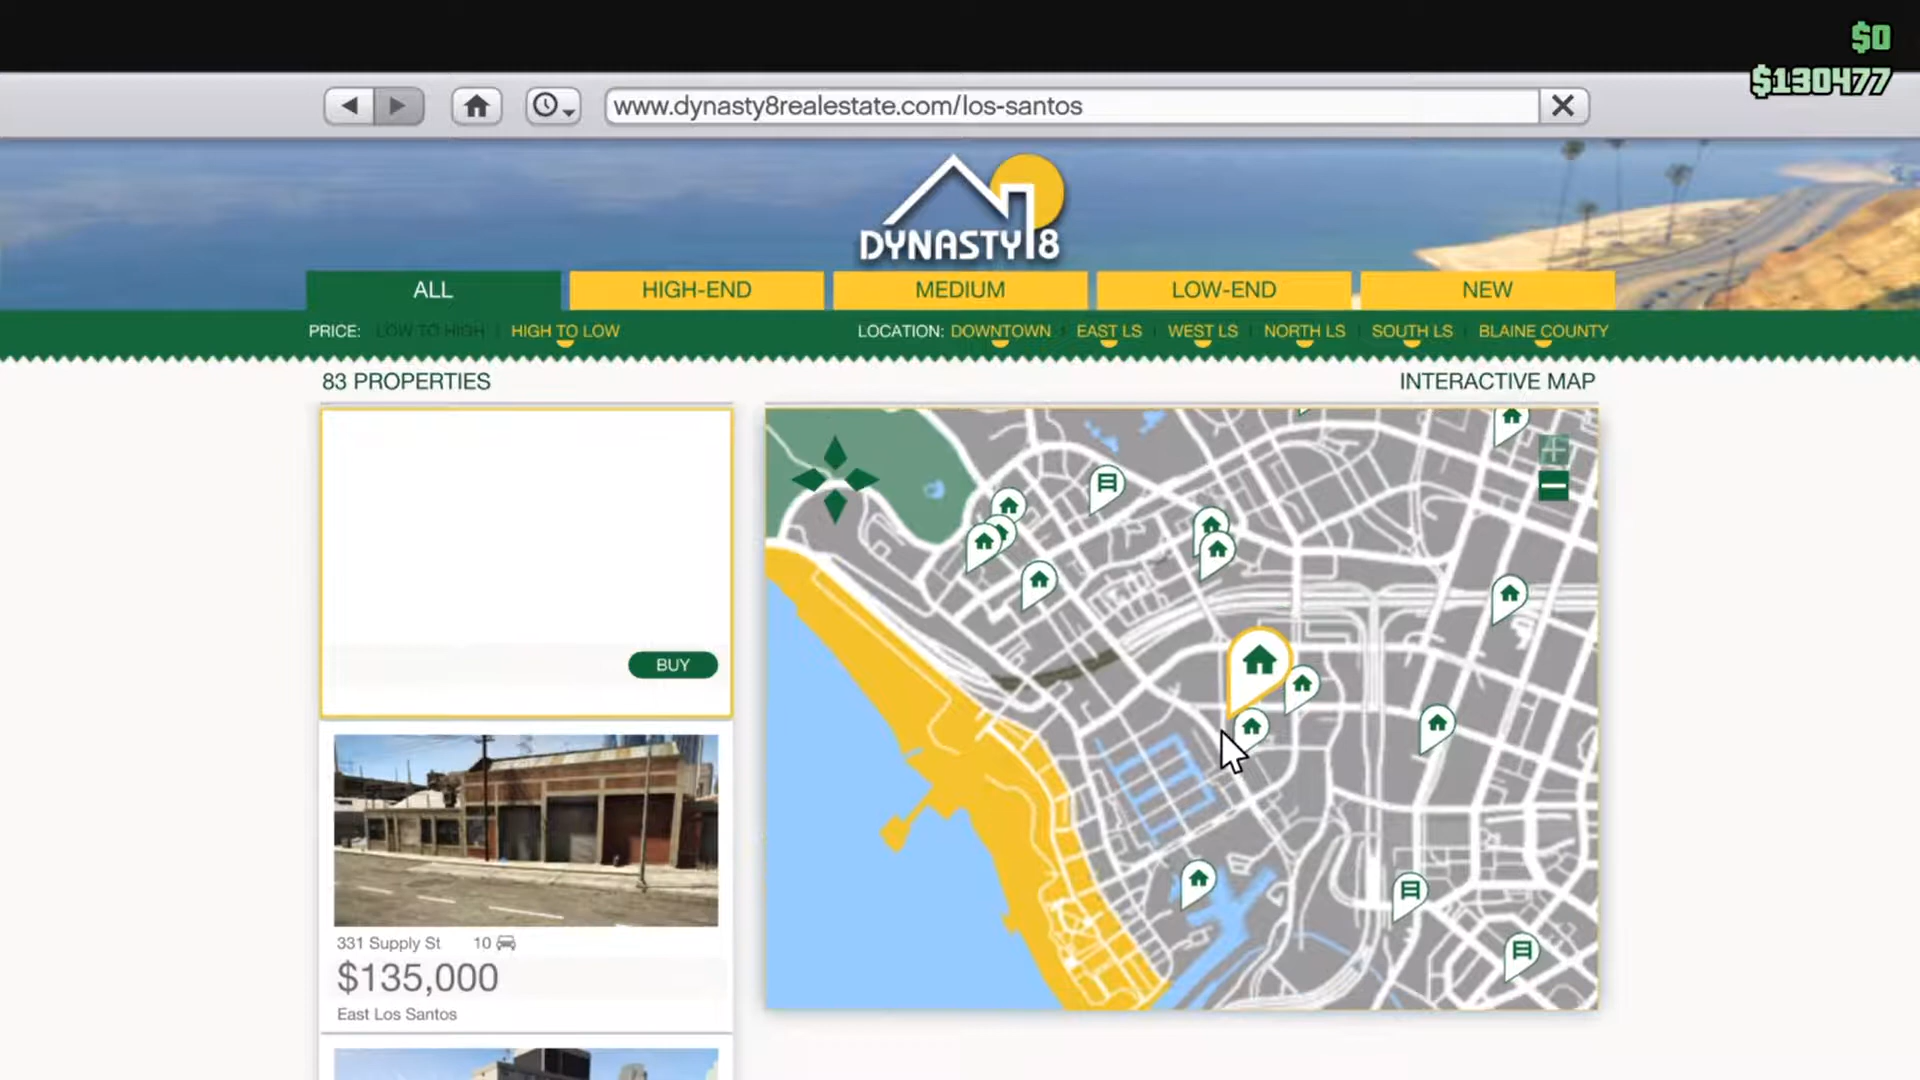 $0
$130477
www.dynasty8realestate.com/los-santos
DYNASTY 8
ALL HIGH-END MEDIUM LOW-END NEW
PRICE: LOW TO HIGH HIGH TO LOW LOCATION: DOWNTOWN EAST LS WEST LS NORTH LS SOUTH LS BLAINE COUNTY
83 PROPERTIES INTERACTIVE MAP
BUY
331 Supply St 10
$135,000
East Los Santos